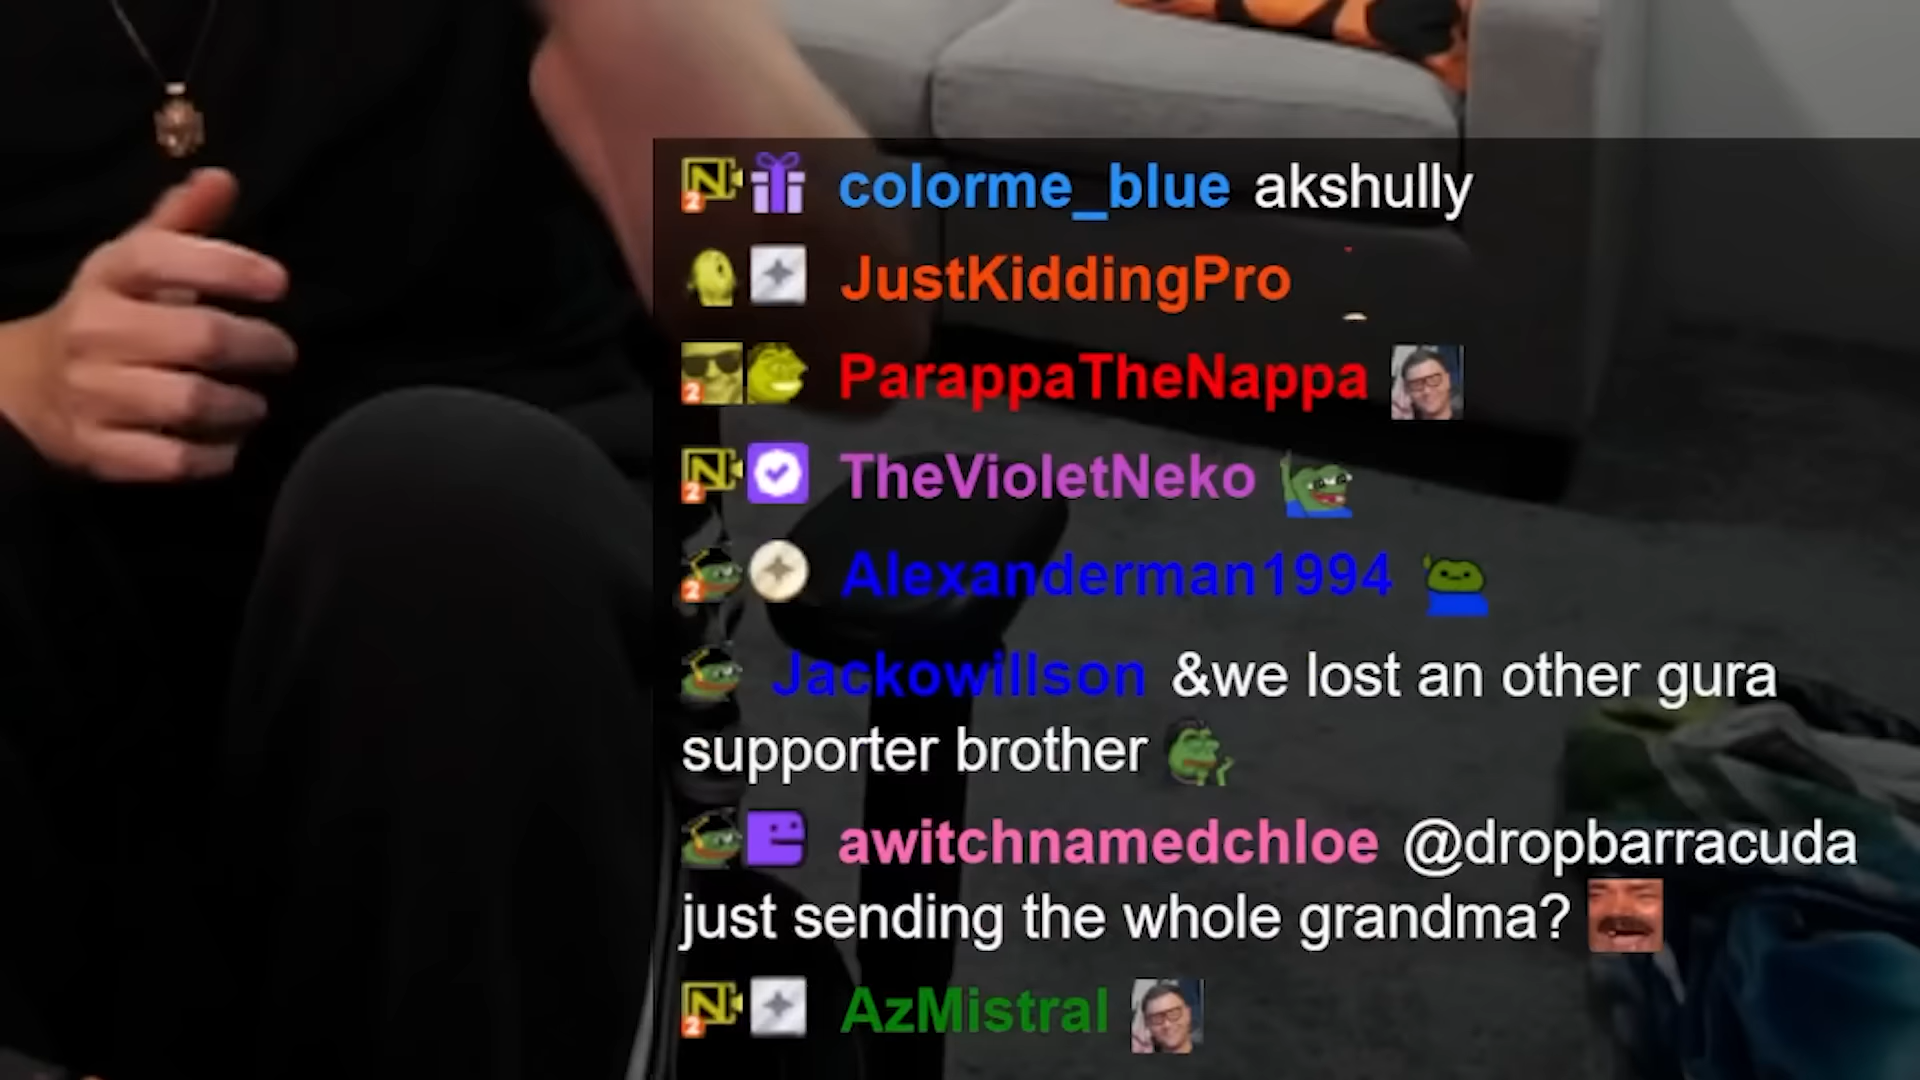 colorme_blue akshully
JustKiddingPro
ParappaTheNappa
TheVioletNeko
Alexanderman1994
Jackowillson &we lost an other gura
supporter brother
awitchnamedchloe @dropbarracuda
just sending the whole grandma?
AzMistral